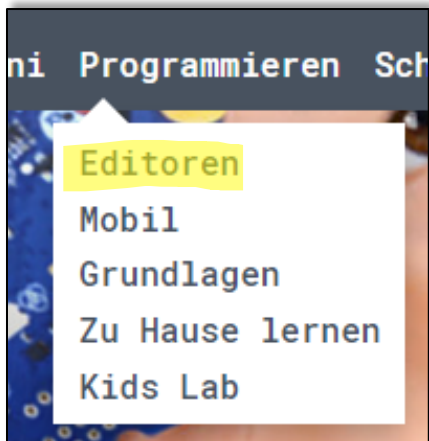 ni Programmieren Sch
Editoren
Mobil
Grundlagen
Zu Hause lernen
Kids Lab